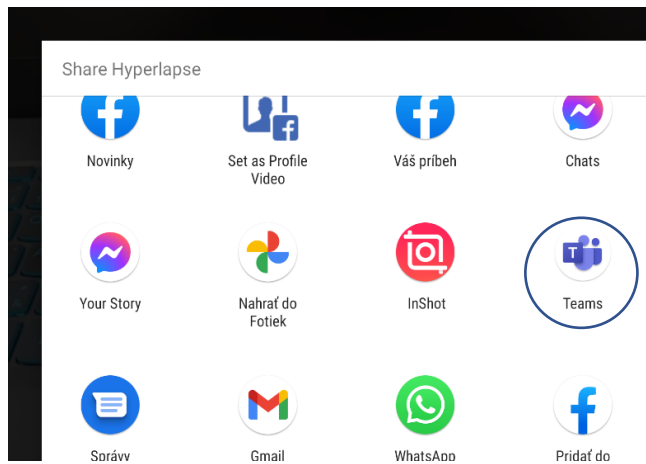 Share Hyperlapse
Novinky
Set as Profile
Video
Váš príbeh
Chats
Your Story
Nahrať do
Fotiek
InShot
T
Teams
Správy
Gmail
WhatsApp
Pridať do